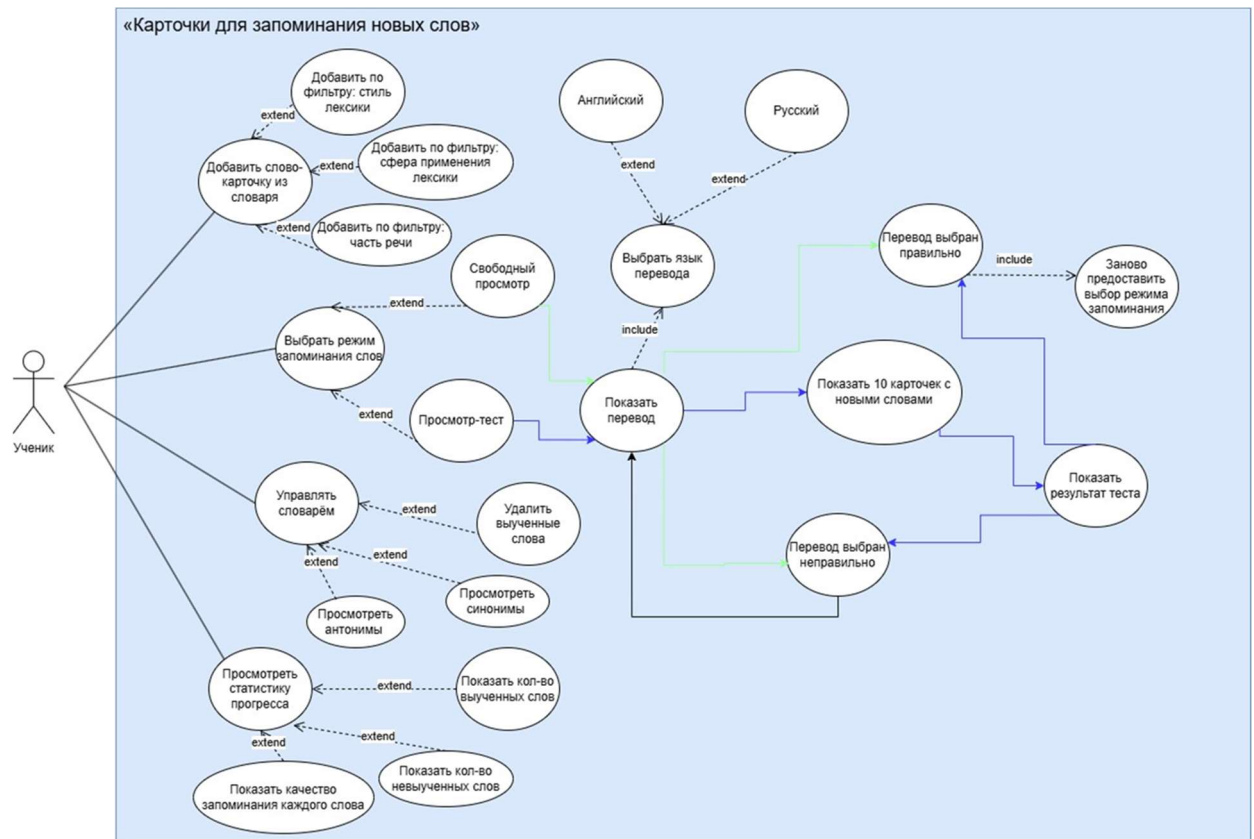 «Карточки для запоминания новых слов»
Добавить по
фильтру: стиль
лексики
extend
Добавить слово-
карточку из
словаря
extend
Добавить по фильтру:
сфера применения
лексики
extend
Добавить по фильтру:
часть речи
Английский
Русский
extend
extend
Выбрать язык
перевода
include
Свободный
просмотр
extend
Выбрать режим
запоминания слов
extend
Просмотр-тест
Показать
перевод
Перевод выбран
правильно
include
Заново
предоставить
выбор режима
запоминания
Показать 10 карточек с
новыми словами
Показать
результат теста
Перевод выбран
неправильно
Ученик
Управлять
словарём
extend
Удалить
выученные
слова
extend
extend
Просмотреть
синонимы
Просмотреть
антонимы
Просмотреть
статистику
прогресса
extend
Показать кол-во
выученных слов
extend
extend
Показать кол-во
невыученных слов
Показать качество
запоминания каждого слова